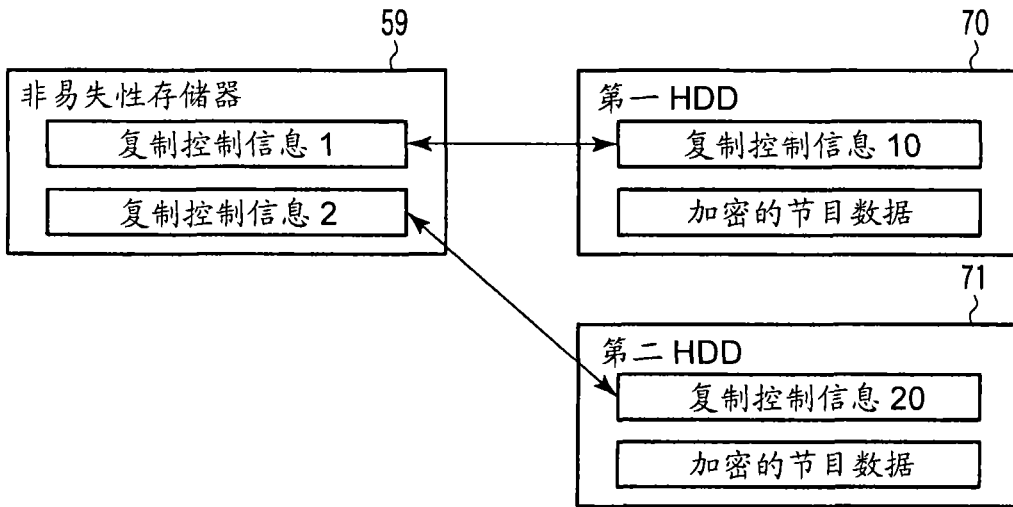 59
非易失性存储器
复制控制信息 1
复制控制信息 2
70
第一 HDD
复制控制信息 10
加密的节目数据
71
第二 HDD
复制控制信息 20
加密的节目数据